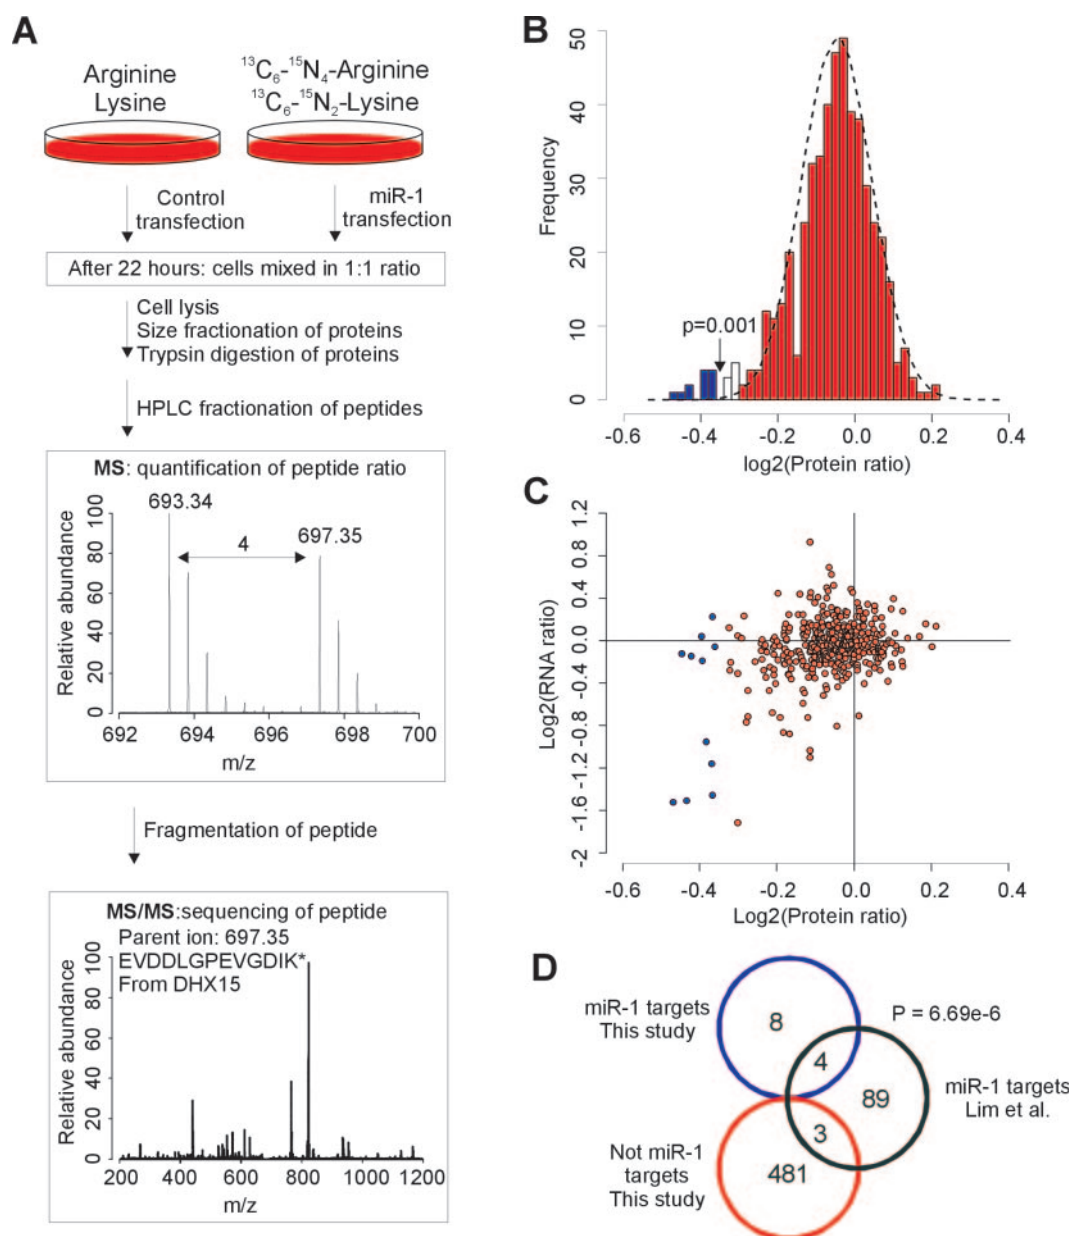 A
Arginine
Lysine
¹³C₆-¹⁵N₄-Arginine
¹³C₆-¹⁵N₂-Lysine
Control
transfection
miR-1
transfection
After 22 hours: cells mixed in 1:1 ratio
Cell lysis
Size fractionation of proteins
Trypsin digestion of proteins
HPLC fractionation of peptides
MS: quantification of peptide ratio
693.34
697.35
4
Relative abundance
0 20 40 60 80 100
692 694 696 698 700
m/z
Fragmentation of peptide
MS/MS:sequencing of peptide
Parent ion: 697.35
EVDDLGPEVGDIK*
From DHX15
Relative abundance
0 20 40 60 80 100
200 400 600 800 1000 1200
m/z
B
Frequency
0 10 20 30 40 50
p=0.001
-0.6 -0.4 -0.2 0.0 0.2 0.4
log2(Protein ratio)
C
Log2(RNA ratio)
-2 -1.6 -1.2 -0.8 -0.4 0.0 0.4 0.8 1.2
-0.6 -0.4 -0.2 0.0 0.2 0.4
Log2(Protein ratio)
D
miR-1 targets
This study
8
P = 6.69e-6
4
89
miR-1 targets
Lim et al.
3
Not miR-1
targets
This study
481